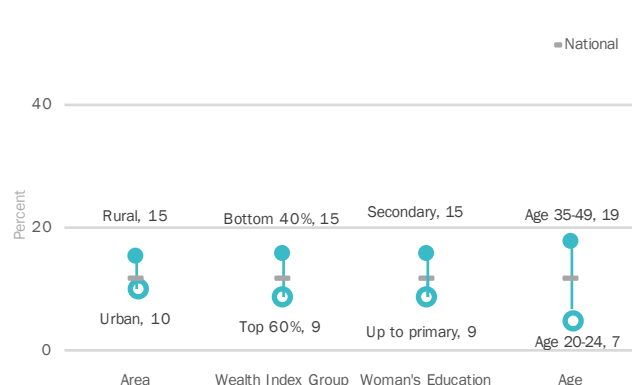 National
40
Percent
Rural, 15
Bottom 40%, 15
Secondary, 15
Age 35-49, 19
20
Urban, 10
Top 60%, 9
Up to primary, 9
Age 20-24, 7
0
Area
Wealth Index Group
Woman's Education
Age